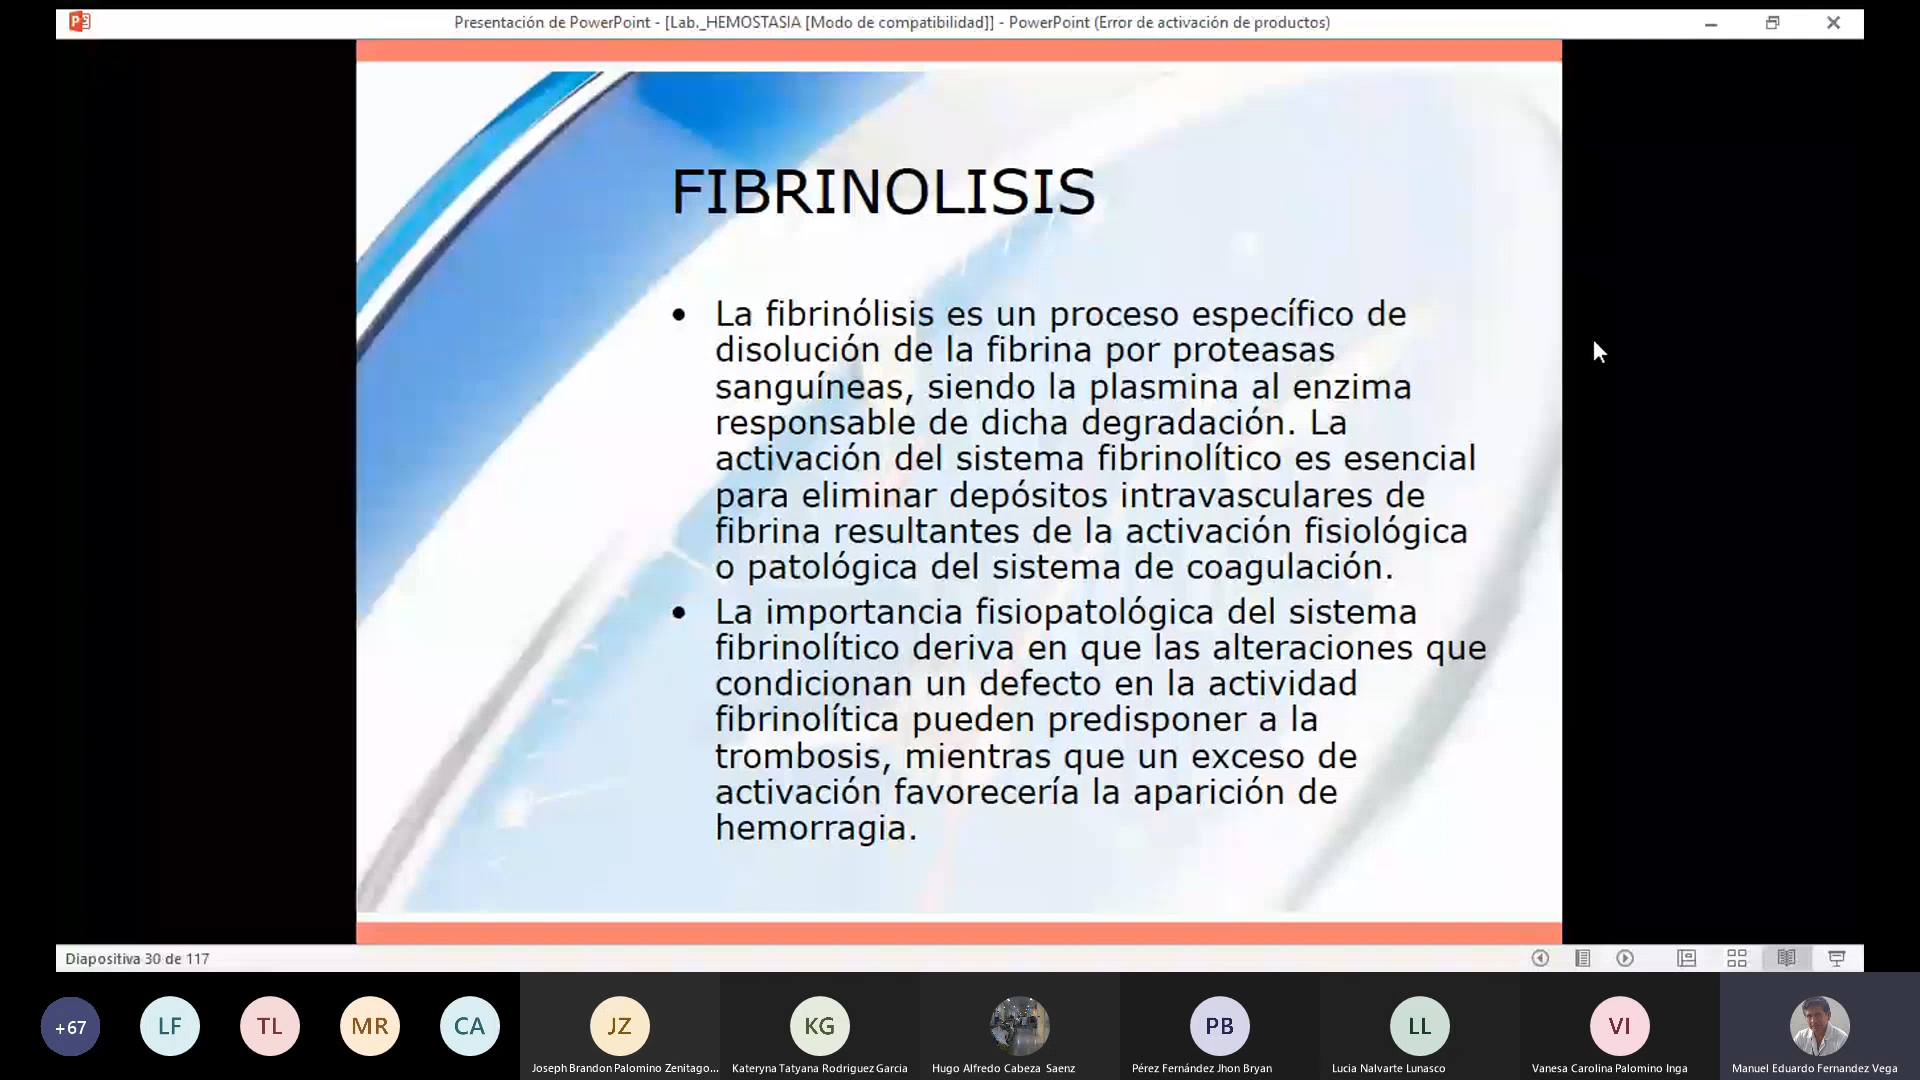 Presentación de PowerPoint - [Lab._HEMOSTASIA [Modo de compatibilidad]] - PowerPoint (Error de activación de productos)
FIBRINOLISIS
• La fibrinólisis es un proceso específico de
disolución de la fibrina por proteasas
sanguíneas, siendo la plasmina al enzima
responsable de dicha degradación. La
activación del sistema fibrinolítico es esencial
para eliminar depósitos intravasculares de
fibrina resultantes de la activación fisiológica
o patológica del sistema de coagulación.
• La importancia fisiopatológica del sistema
fibrinolítico deriva en que las alteraciones que
condicionan un defecto en la actividad
fibrinolítica pueden predisponer a la
trombosis, mientras que un exceso de
activación favorecería la aparición de
hemorragia.
Diapositiva 30 de 117
+67
LF
TL
MR
CA
JZ
KG
PB
LL
VI
Joseph Brandon Palomino Zenitago...
Kateryna Tatyana Rodriguez Garcia
Hugo Alfredo Cabeza Saenz
Pérez Fernández Jhon Bryan
Lucia Nalvarte Lunasco
Vanesa Carolina Palomino Inga
Manuel Eduardo Fernandez Vega